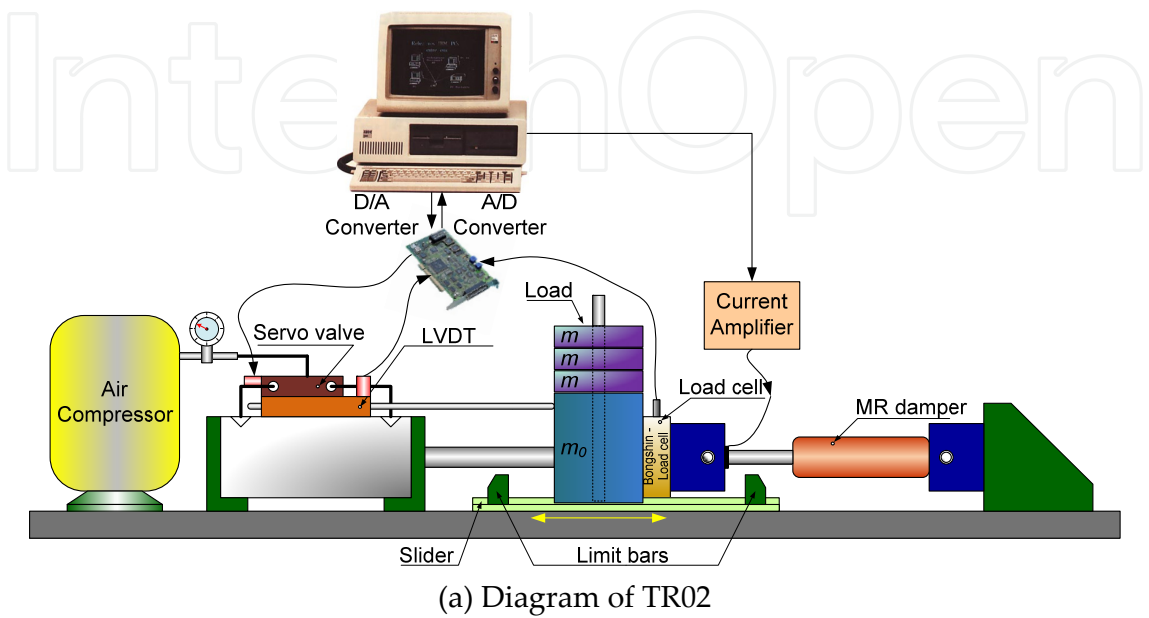 IntechOpen
D/A
Converter
A/D
Converter
Load
Current
Amplifier
Servo valve
LVDT
m
m
m
Air
Compressor
Load cell
MR damper
m0
Bongshin -
Load cell
Slider
Limit bars
(a) Diagram of TR02